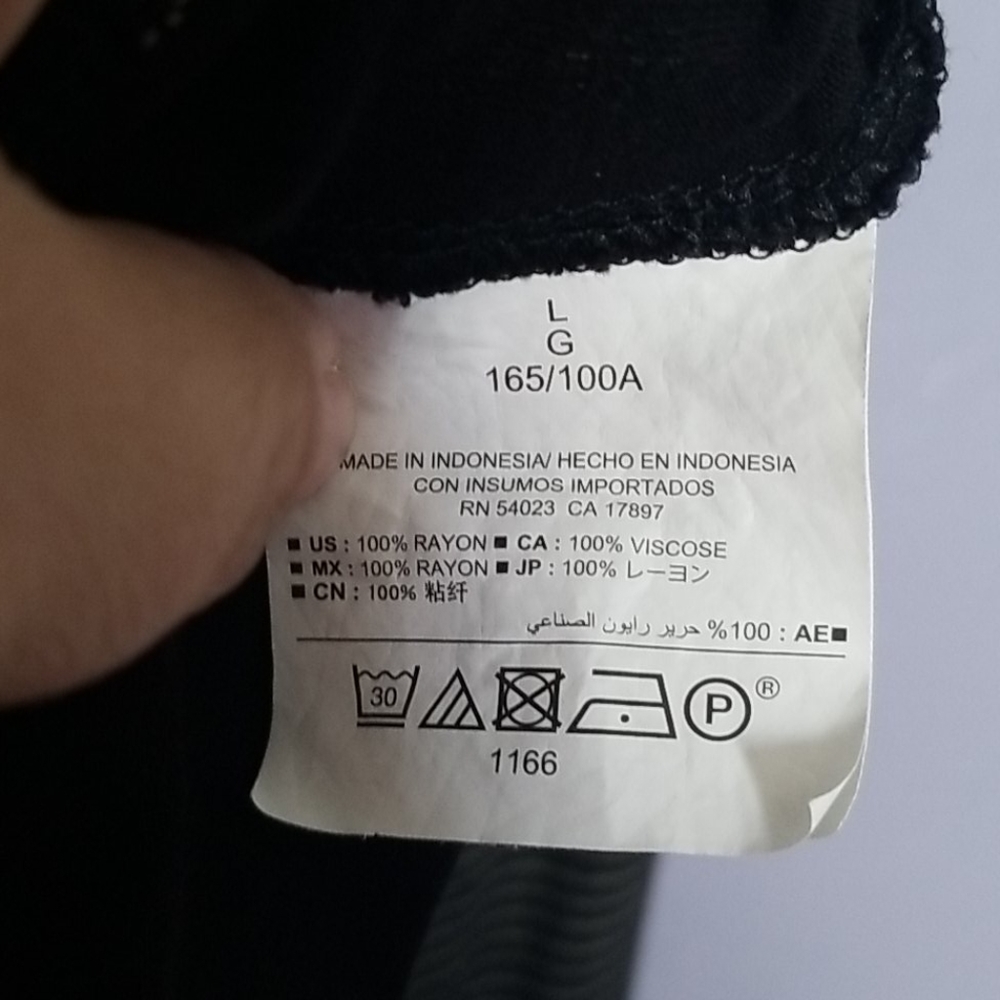 L
G
165/100A
MADE IN INDONESIA/ HECHO EN INDONESIA
CON INSUMOS IMPORTADOS
RN 54023 CA 17897
■ US : 100% RAYON ■ CA : 100% VISCOSE
■ MX : 100% RAYON ■ JP : 100% レーヨン
■ CN : 100% 粘纤
■AE : 100% حرير رايون الصناعي
30 P ®
1166